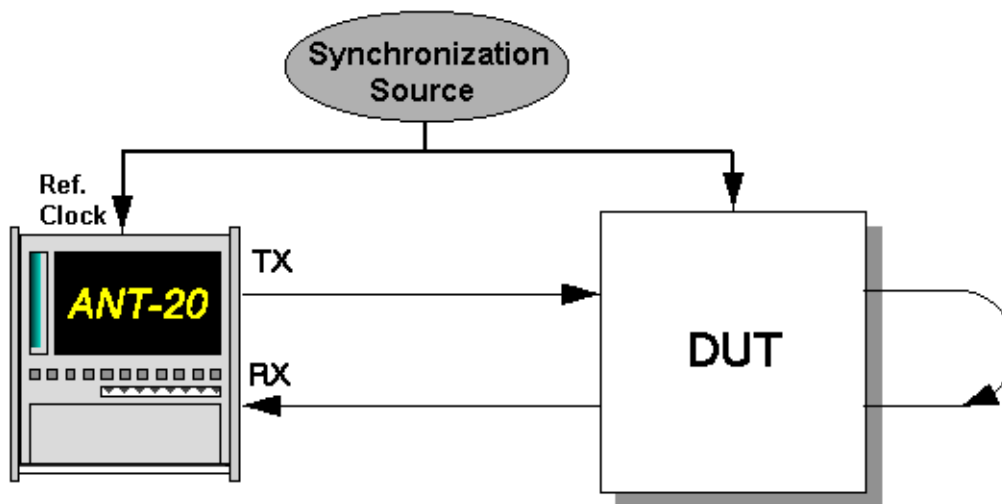 Synchronization
Source
Ref.
Clock
TX
ANT-20
DUT
RX